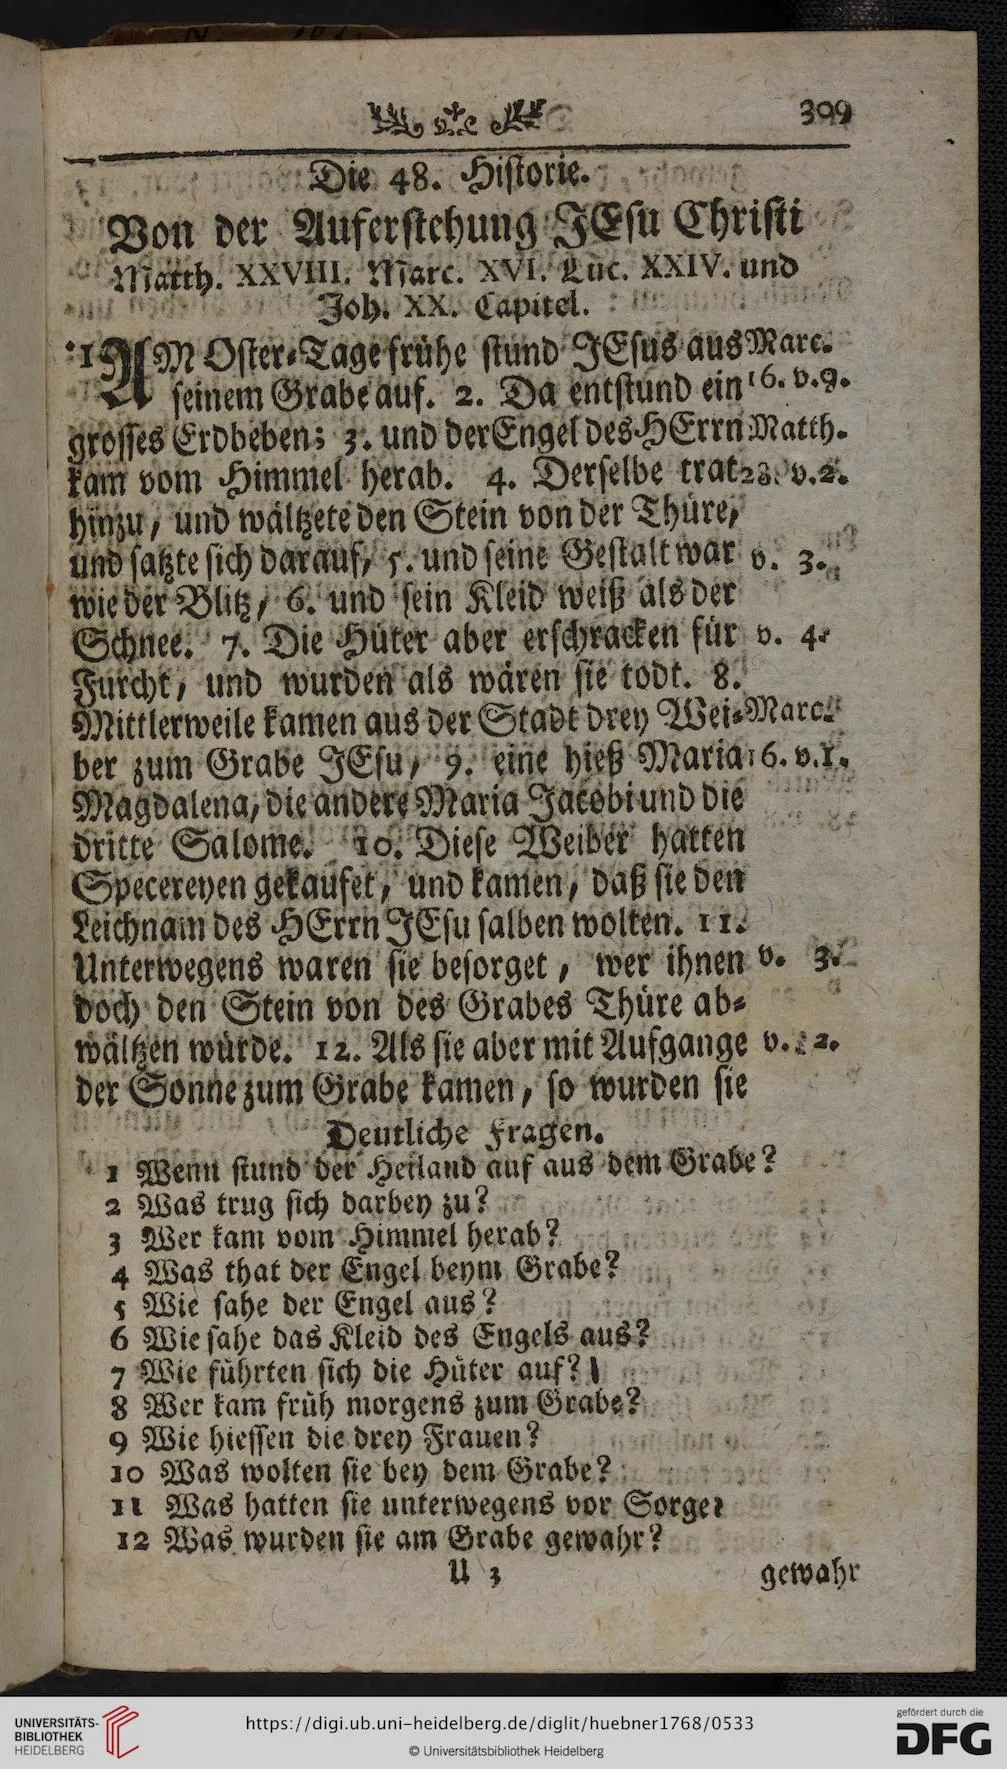 309
Die 48. Historie.
Von der Auferstehung JEsu Christi
Matth. XXVIII. Marc. XVI. Luc. XXIV. und
Joh. XX. Capitel.
1 AM Oster-Tage frühe stund JEsus aus Marc.
seinem Grabe auf. 2. Da entstund ein 16. v. 9.
grosses Erdbeben; 3. und der Engel des HErrn Matth.
kam vom Himmel herab. 4. Derselbe trat 28. v. 2.
hinzu, und wältzete den Stein von der Thüre,
und satzte sich darauf, 5. und seine Gestalt war v. 3.
wie der Blitz, 6. und sein Kleid weiß als der
Schnee. 7. Die Hüter aber erschracken für v. 4.
Furcht, und wurden als wären sie todt. 8.
Mittlerweile kamen aus der Stadt drey Wei- Marc.
ber zum Grabe JEsu, 9. eine hieß Maria 16. v. 1.
Magdalena, die andere Maria Jacobi und die
dritte Salome. 10. Diese Weiber hatten
Specereyen gekaufet, und kamen, daß sie den
Leichnam des HErrn JEsu salben wolten. 11.
Unterwegens waren sie besorget, wer ihnen v. 3.
doch den Stein von des Grabes Thüre ab-
wältzen würde. 12. Als sie aber mit Aufgange v. 2.
der Sonne zum Grabe kamen, so wurden sie
Deutliche Fragen.
1 Wenn stund der Heiland auf aus dem Grabe?
2 Was trug sich darbey zu?
3 Wer kam vom Himmel herab?
4 Was that der Engel beym Grabe?
5 Wie sahe der Engel aus?
6 Wie sahe das Kleid des Engels aus?
7 Wie führten sich die Hüter auf?
8 Wer kam früh morgens zum Grabe?
9 Wie hiessen die drey Frauen?
10 Was wolten sie bey dem Grabe?
11 Was hatten sie unterwegens vor Sorge?
12 Was wurden sie am Grabe gewahr?
U 3 gewahr
UNIVERSITÄTS-
BIBLIOTHEK
HEIDELBERG
https://digi.ub.uni-heidelberg.de/diglit/huebner1768/0533
© Universitätsbibliothek Heidelberg
gefördert durch die
DFG